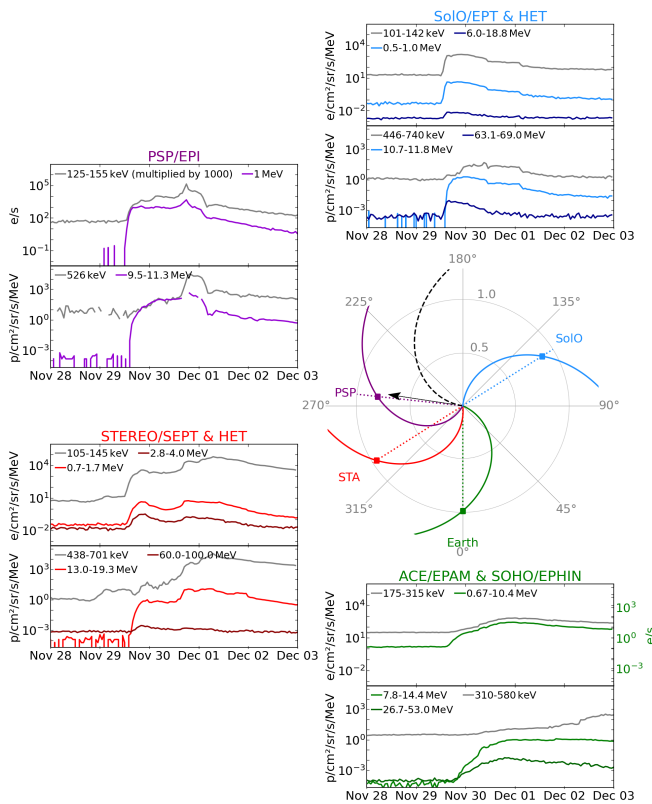 SolO/EPT & HET
101-142 keV
6.0-18.8 MeV
0.5-1.0 MeV
e/cm²/sr/s/MeV
10⁴
10¹
10⁻²
446-740 keV
63.1-69.0 MeV
10.7-11.8 MeV
p/cm²/sr/s/MeV
10³
10⁰
10⁻³
Nov 28 Nov 29 Nov 30 Dec 01 Dec 02 Dec 03
PSP/EPI
125-155 keV (multiplied by 1000)
1 MeV
e/s
10⁵
10²
10⁻¹
526 keV
9.5-11.3 MeV
p/cm²/sr/s/MeV
10³
10⁰
10⁻³
Nov 28 Nov 29 Nov 30 Dec 01 Dec 02 Dec 03
180°
225°
135°
1.0
0.5
SolO
PSP
270°
90°
STA
315°
45°
Earth
0°
STEREO/SEPT & HET
105-145 keV
2.8-4.0 MeV
0.7-1.7 MeV
e/cm²/sr/s/MeV
10⁴
10¹
10⁻²
438-701 keV
60.0-100.0 MeV
13.0-19.3 MeV
p/cm²/sr/s/MeV
10³
10⁰
10⁻³
Nov 28 Nov 29 Nov 30 Dec 01 Dec 02 Dec 03
ACE/EPAM & SOHO/EPHIN
175-315 keV
0.67-10.4 MeV
e/cm²/sr/s/MeV
10⁴
10¹
10⁻²
10³
10⁰
10⁻³
e/s
7.8-14.4 MeV
310-580 keV
26.7-53.0 MeV
p/cm²/sr/s/MeV
10³
10⁰
10⁻³
Nov 28 Nov 29 Nov 30 Dec 01 Dec 02 Dec 03